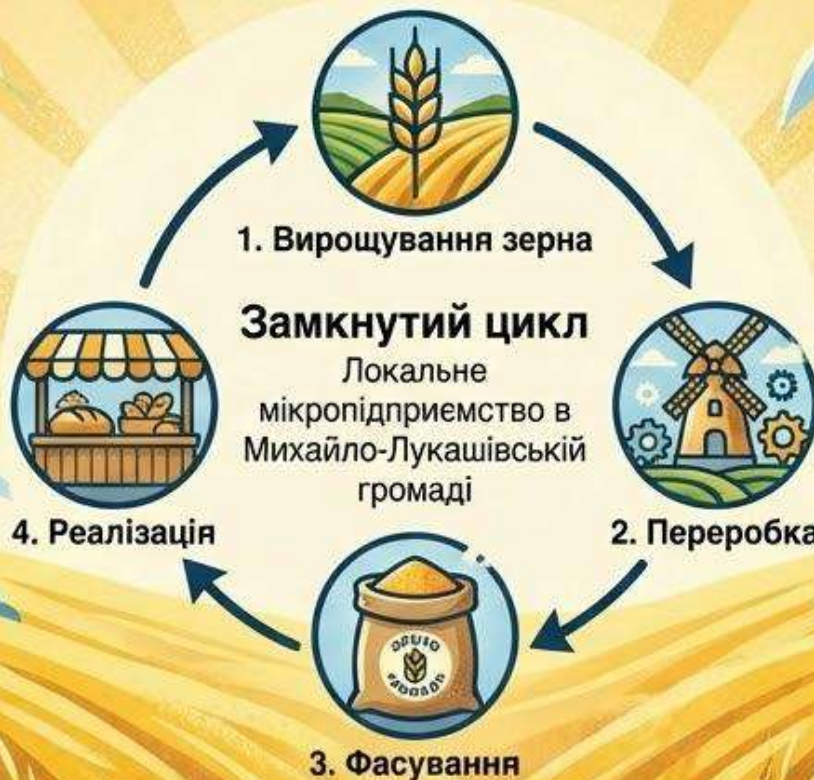 1. Вирощування зерна
Замкнутий цикл
Локальне
мікропідприємство в
Михайло-Лукашівській
громаді
4. Реалізація
2. Переробка
3. Фасування